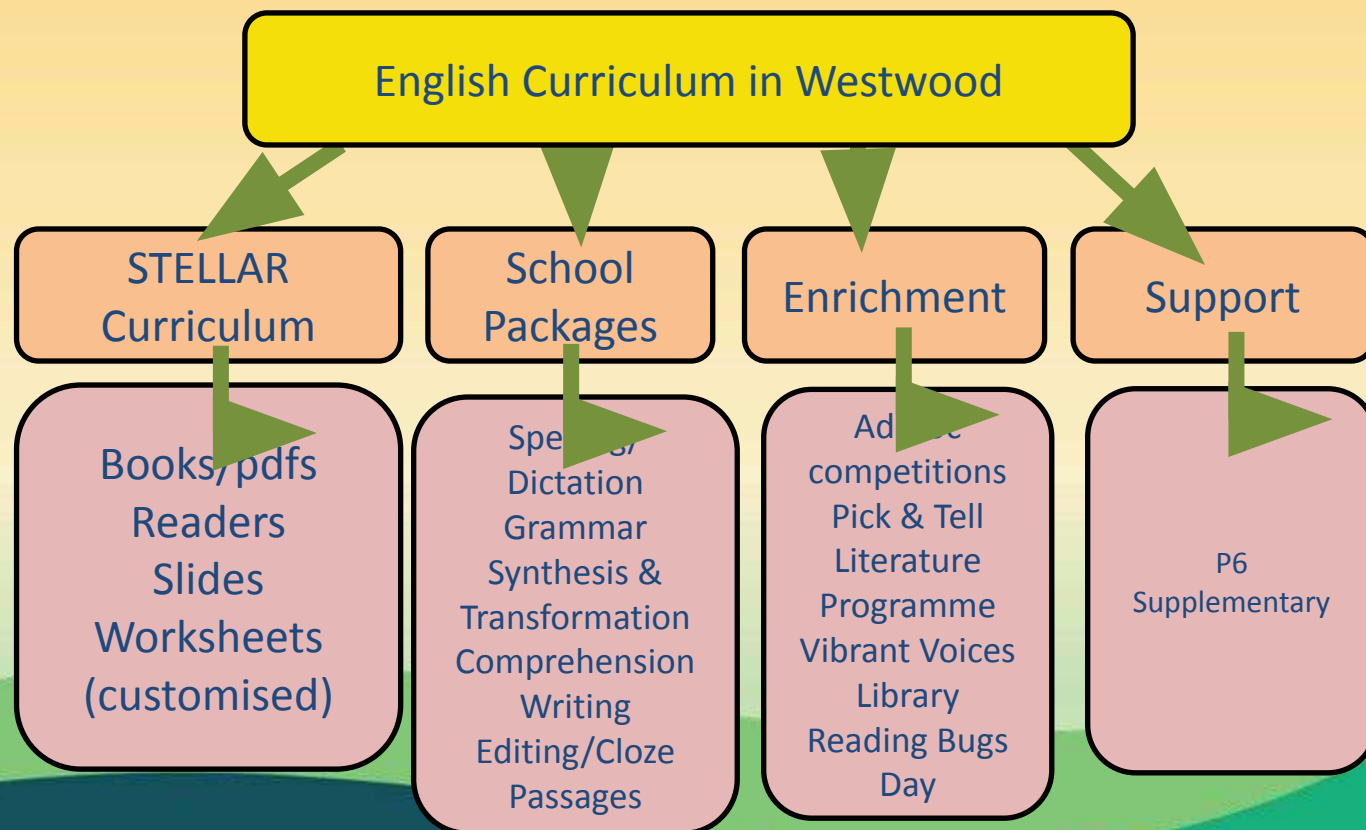 English Curriculum in Westwood
STELLAR
Curriculum
School
Packages
Enrichment
Support
Books/pdfs
Readers
Slides
Worksheets
(customised)
Dictation
Grammar
Synthesis &
Transformation
Comprehension
Writing
Editing/Cloze
Passages
competitions
Pick & Tell
Literature
Programme
Vibrant Voices
Library
Reading Bugs
Day
P6
Supplementary